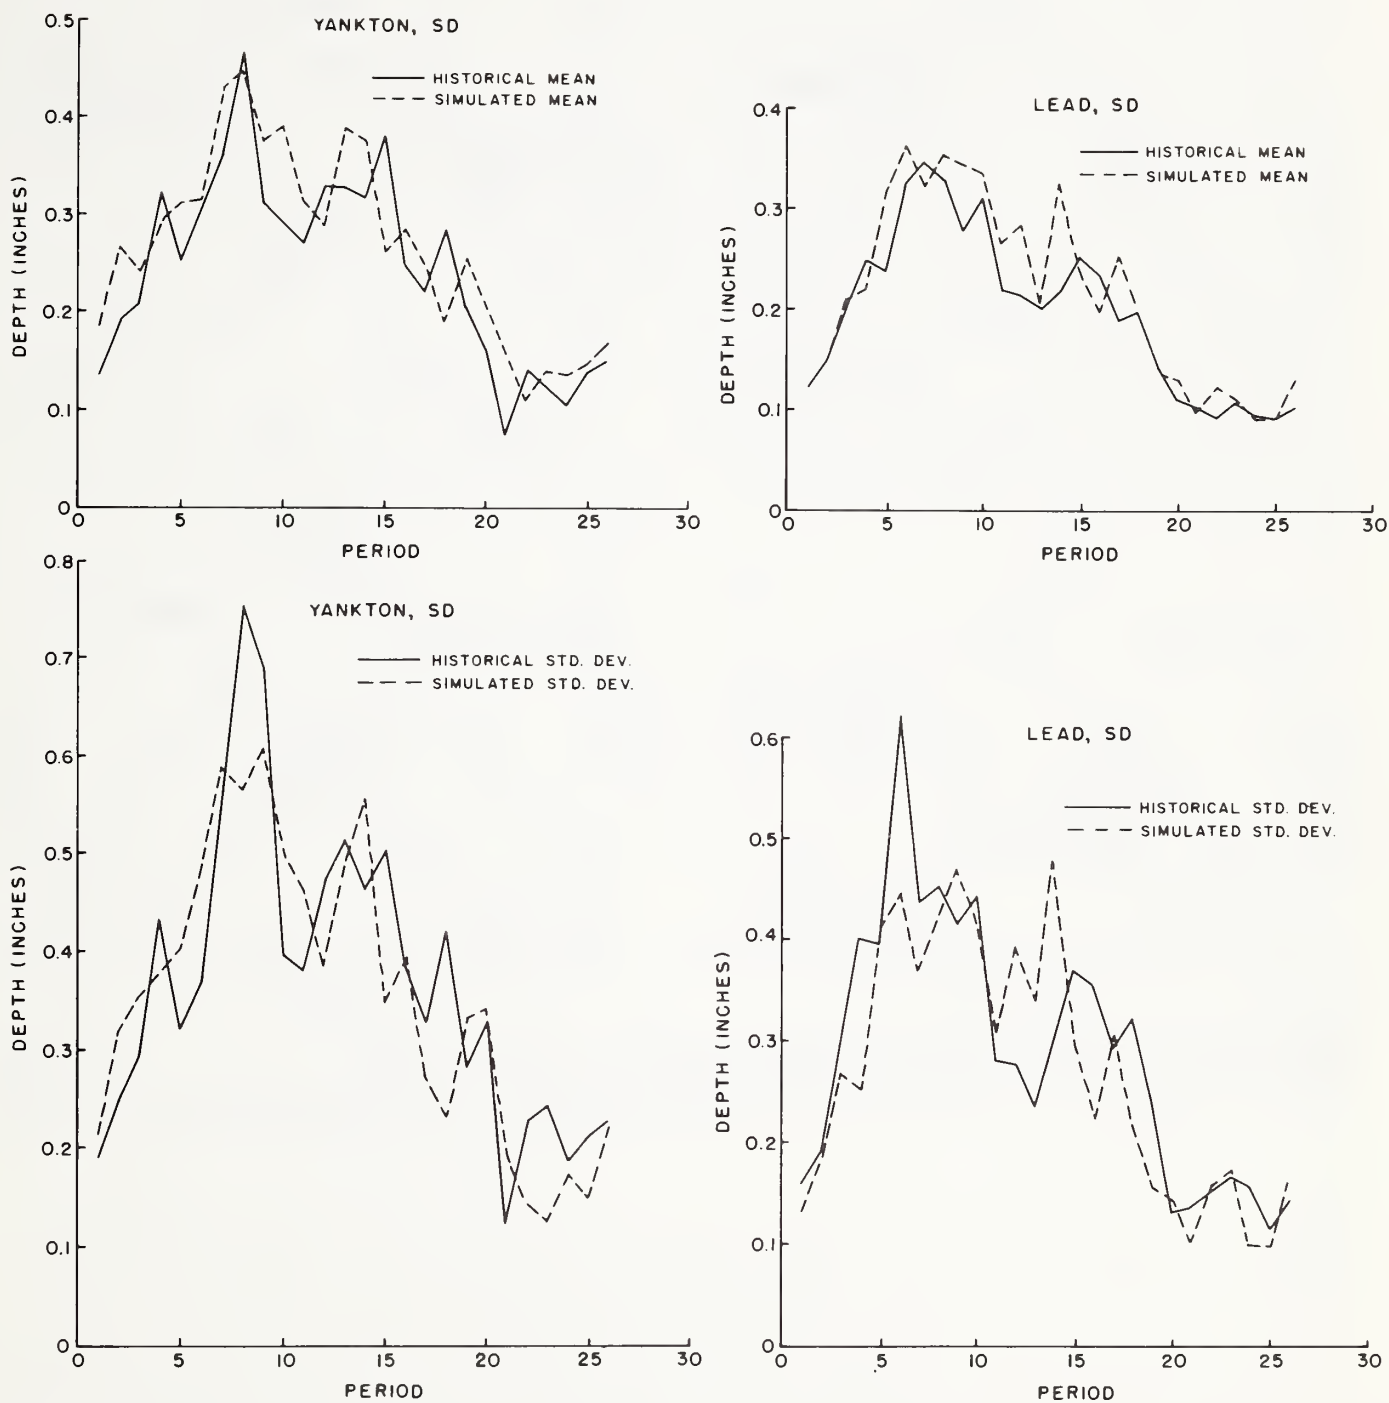 YANKTON, SD
HISTORICAL MEAN
SIMULATED MEAN
DEPTH (INCHES)
0.5
0.4
0.3
0.2
0.1
0
0 5 10 15 20 25 30
PERIOD
LEAD, SD
HISTORICAL MEAN
SIMULATED MEAN
DEPTH (INCHES)
0.4
0.3
0.2
0.1
0
0 5 10 15 20 25 30
PERIOD
YANKTON, SD
HISTORICAL STD. DEV.
SIMULATED STD. DEV.
DEPTH (INCHES)
0.8
0.7
0.6
0.5
0.4
0.3
0.2
0.1
0
0 5 10 15 20 25 30
PERIOD
LEAD, SD
HISTORICAL STD. DEV.
SIMULATED STD. DEV.
DEPTH (INCHES)
0.6
0.5
0.4
0.3
0.2
0.1
0
0 5 10 15 20 25 30
PERIOD